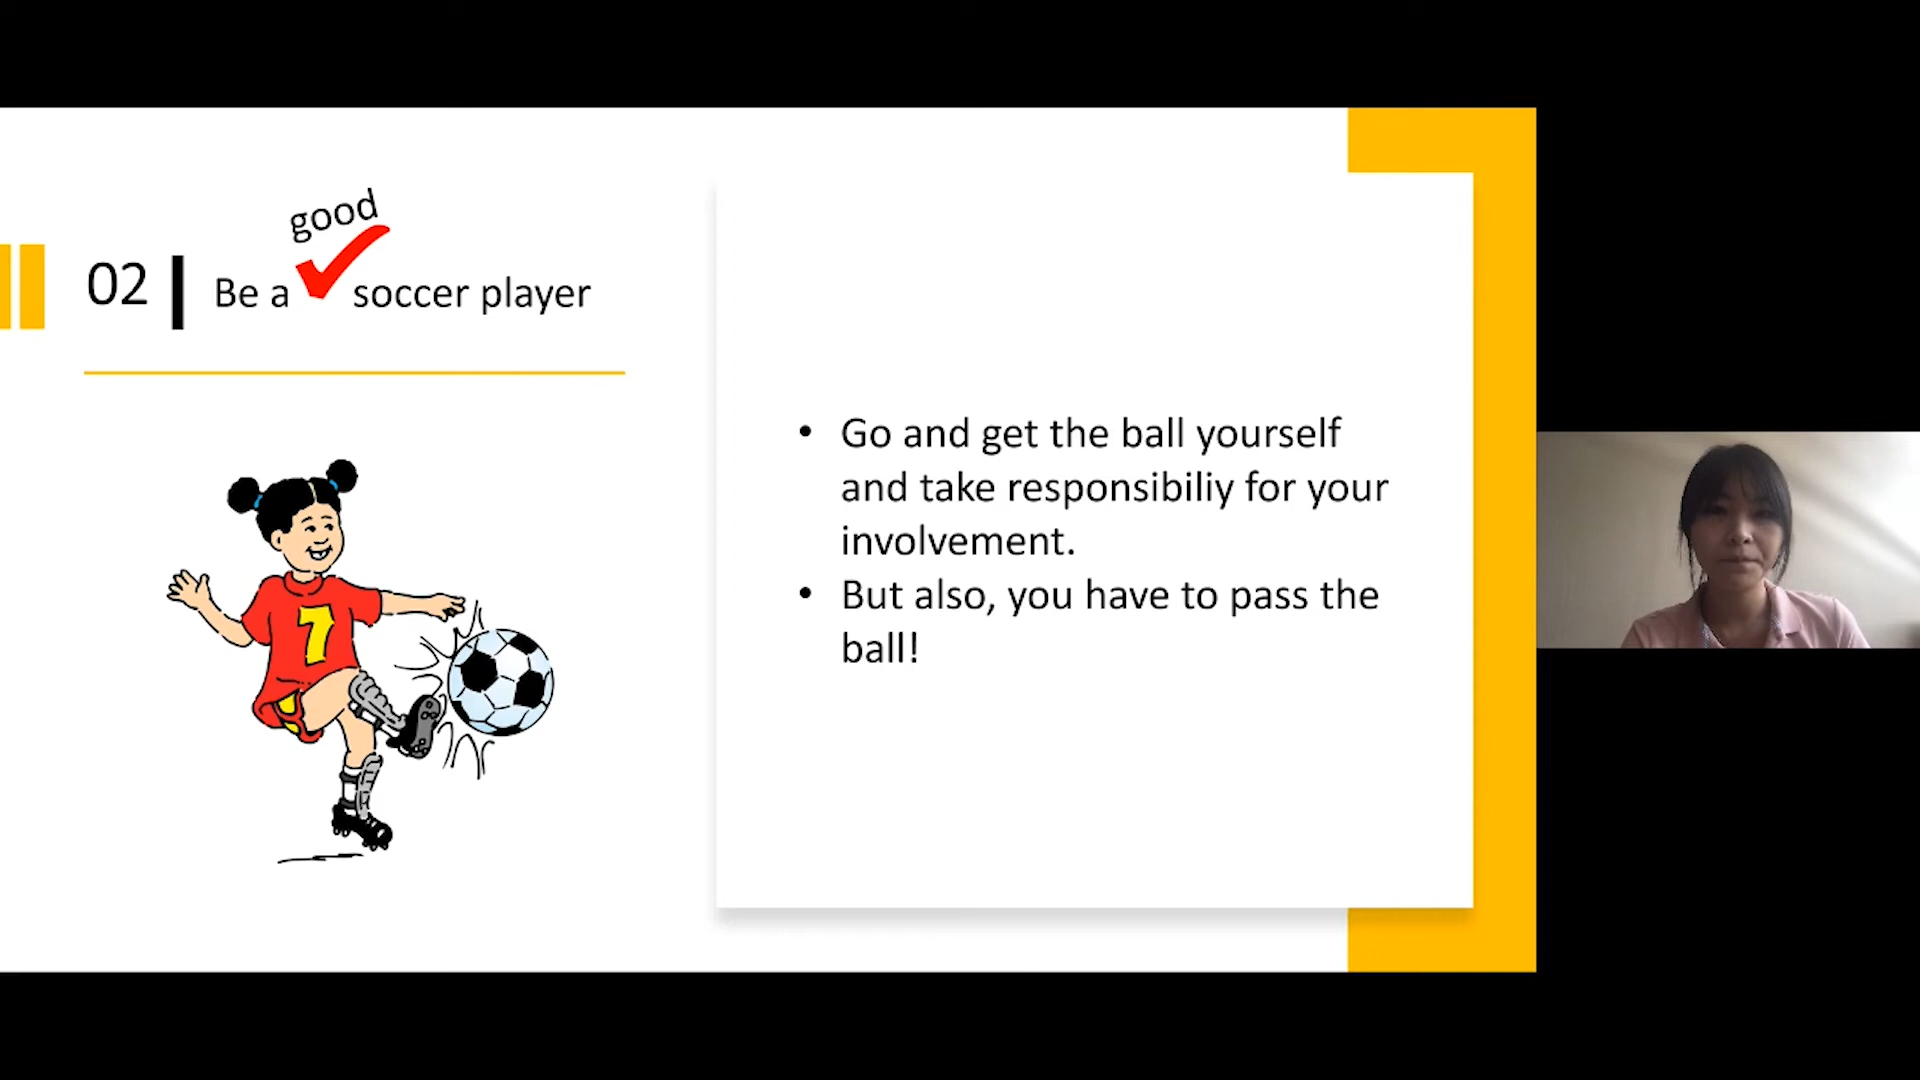 good
02 Be a soccer player
7
• Go and get the ball yourself
and take responsibiliy for your
involvement.
• But also, you have to pass the
ball!